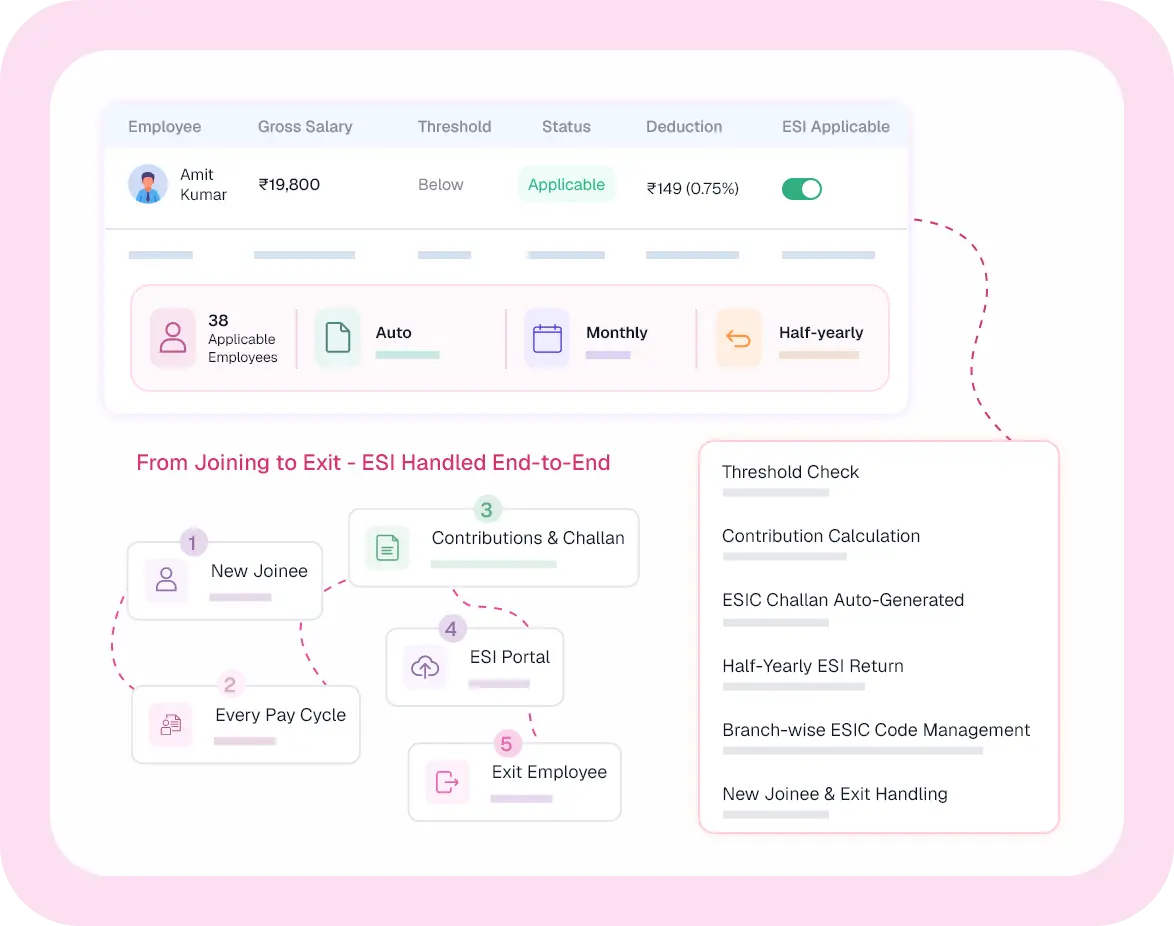 Employee Gross Salary Threshold Status Deduction ESI Applicable
Amit
Kumar
₹19,800 Below Applicable ₹149 (0.75%)
38
Applicable
Employees
Auto
Monthly
Half-yearly
From Joining to Exit - ESI Handled End-to-End
1
New Joinee
2
Every Pay Cycle
3
Contributions & Challan
4
ESI Portal
5
Exit Employee
Threshold Check
Contribution Calculation
ESIC Challan Auto-Generated
Half-Yearly ESI Return
Branch-wise ESIC Code Management
New Joinee & Exit Handling